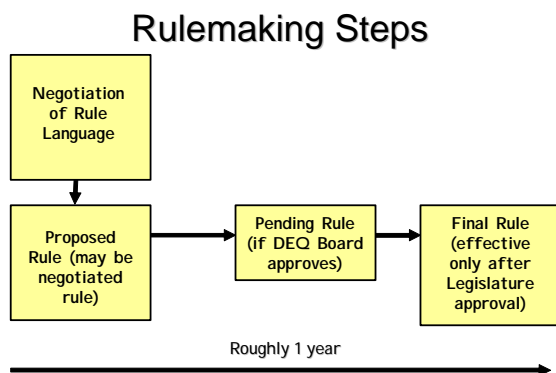 Rulemaking Steps
Negotiation
of Rule
Language
Proposed
Rule (may be
negotiated
rule)
Pending Rule
(if DEQ Board
approves)
Final Rule
(effective
only after
Legislature
approval)
Roughly 1 year